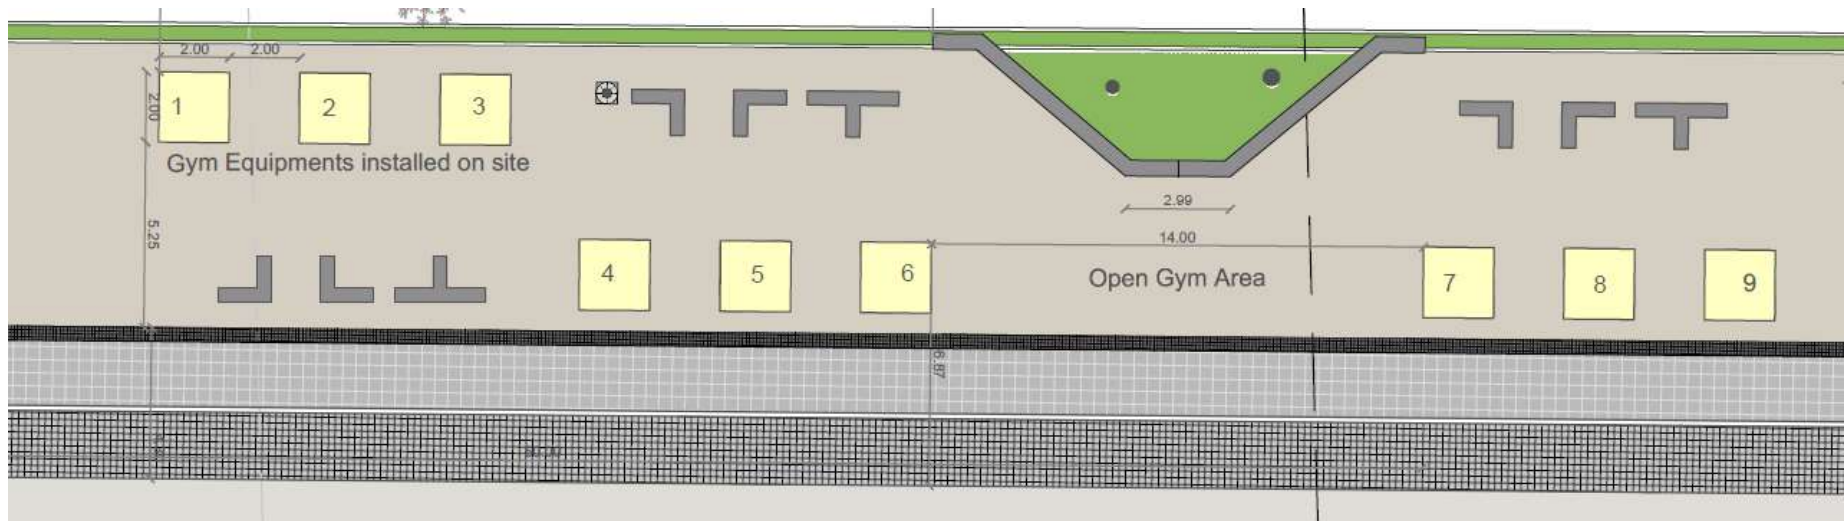 2.00 2.00
2.00
1 2 3
Gym Equipments installed on site
2.99
5.25
14.00
4 5 6
Open Gym Area
7 8 9
6.87